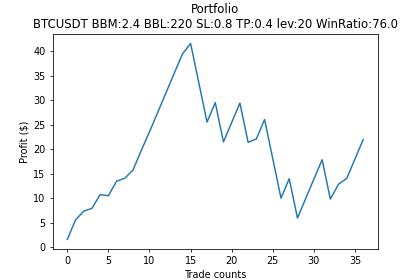 Portfolio
BTCUSDT BBM:2.4 BBL:220 SL:0.8 TP:0.4 lev:20 WinRatio:76.0
40
35
30
25
20
15
10
5
0
Profit ($)
0 5 10 15 20 25 30 35
Trade counts